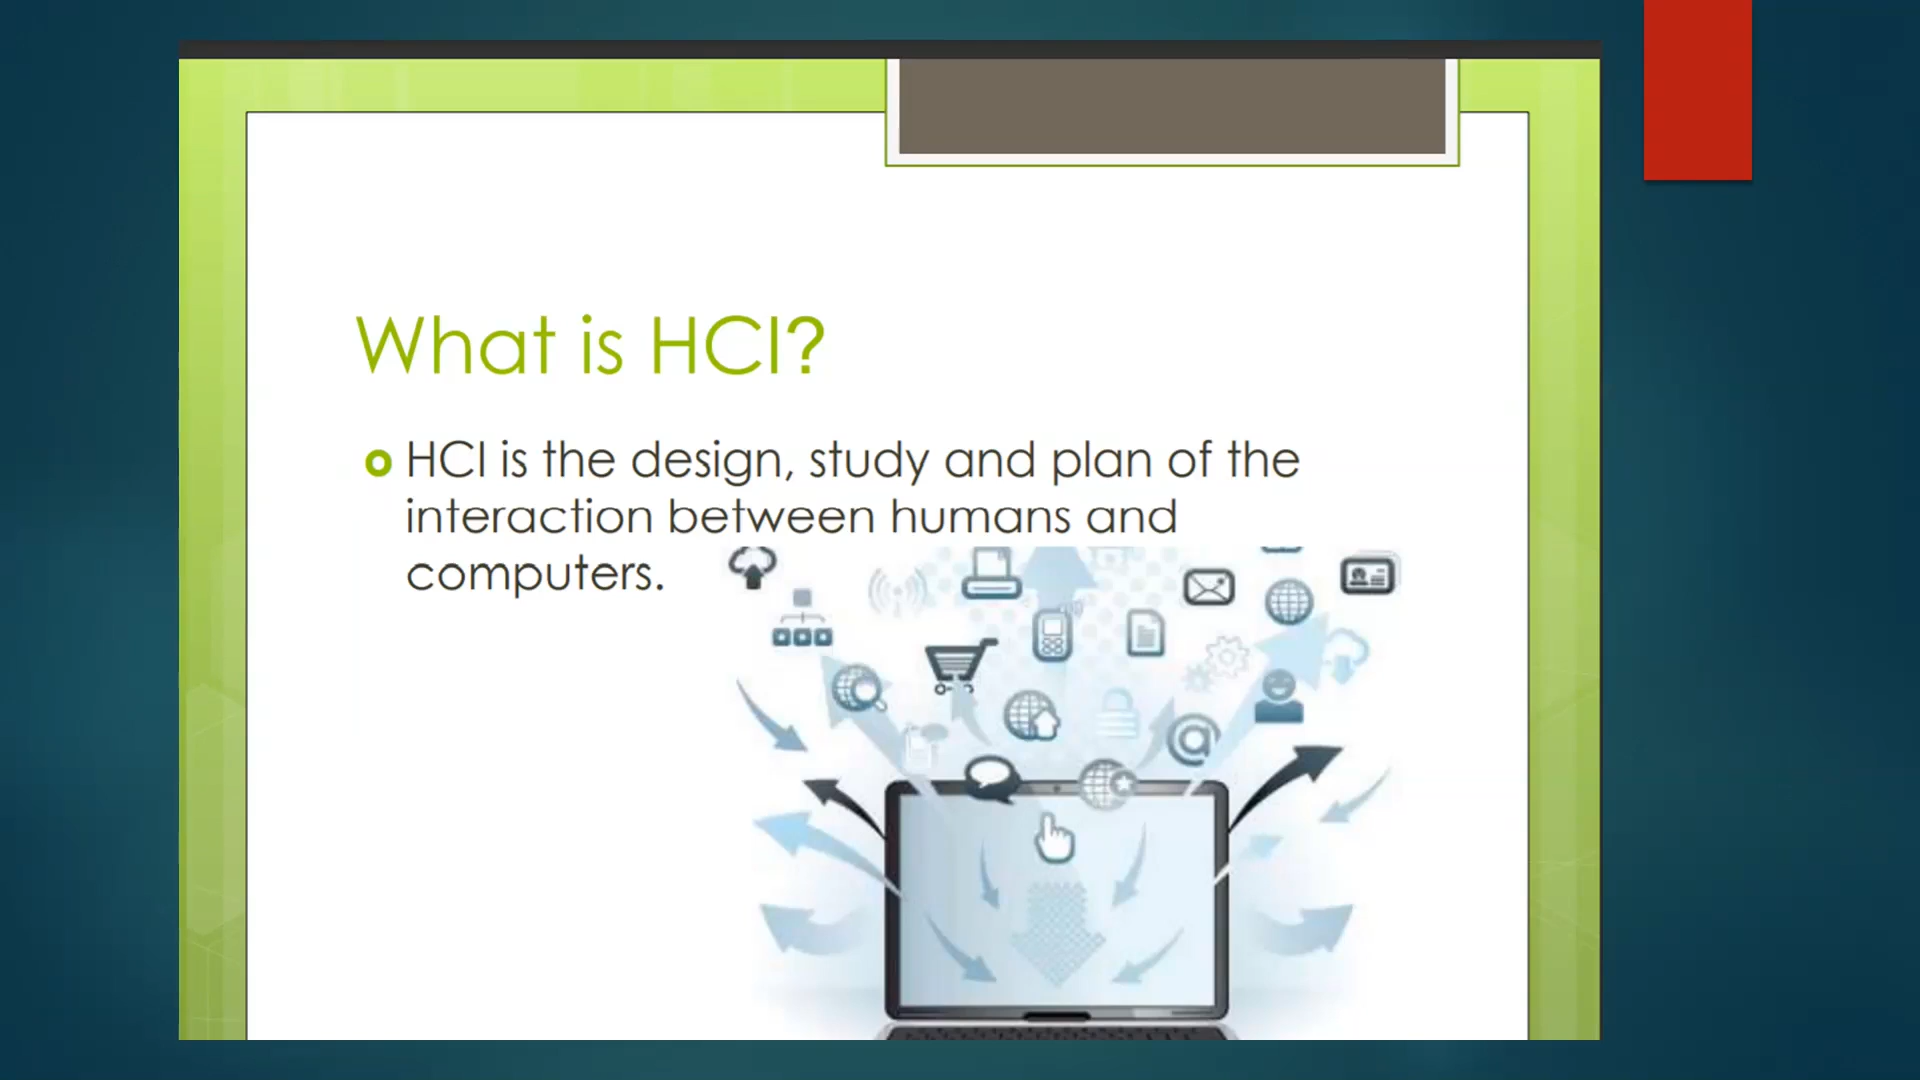 What is HCI?
HCI is the design, study and plan of the
interaction between humans and
computers.